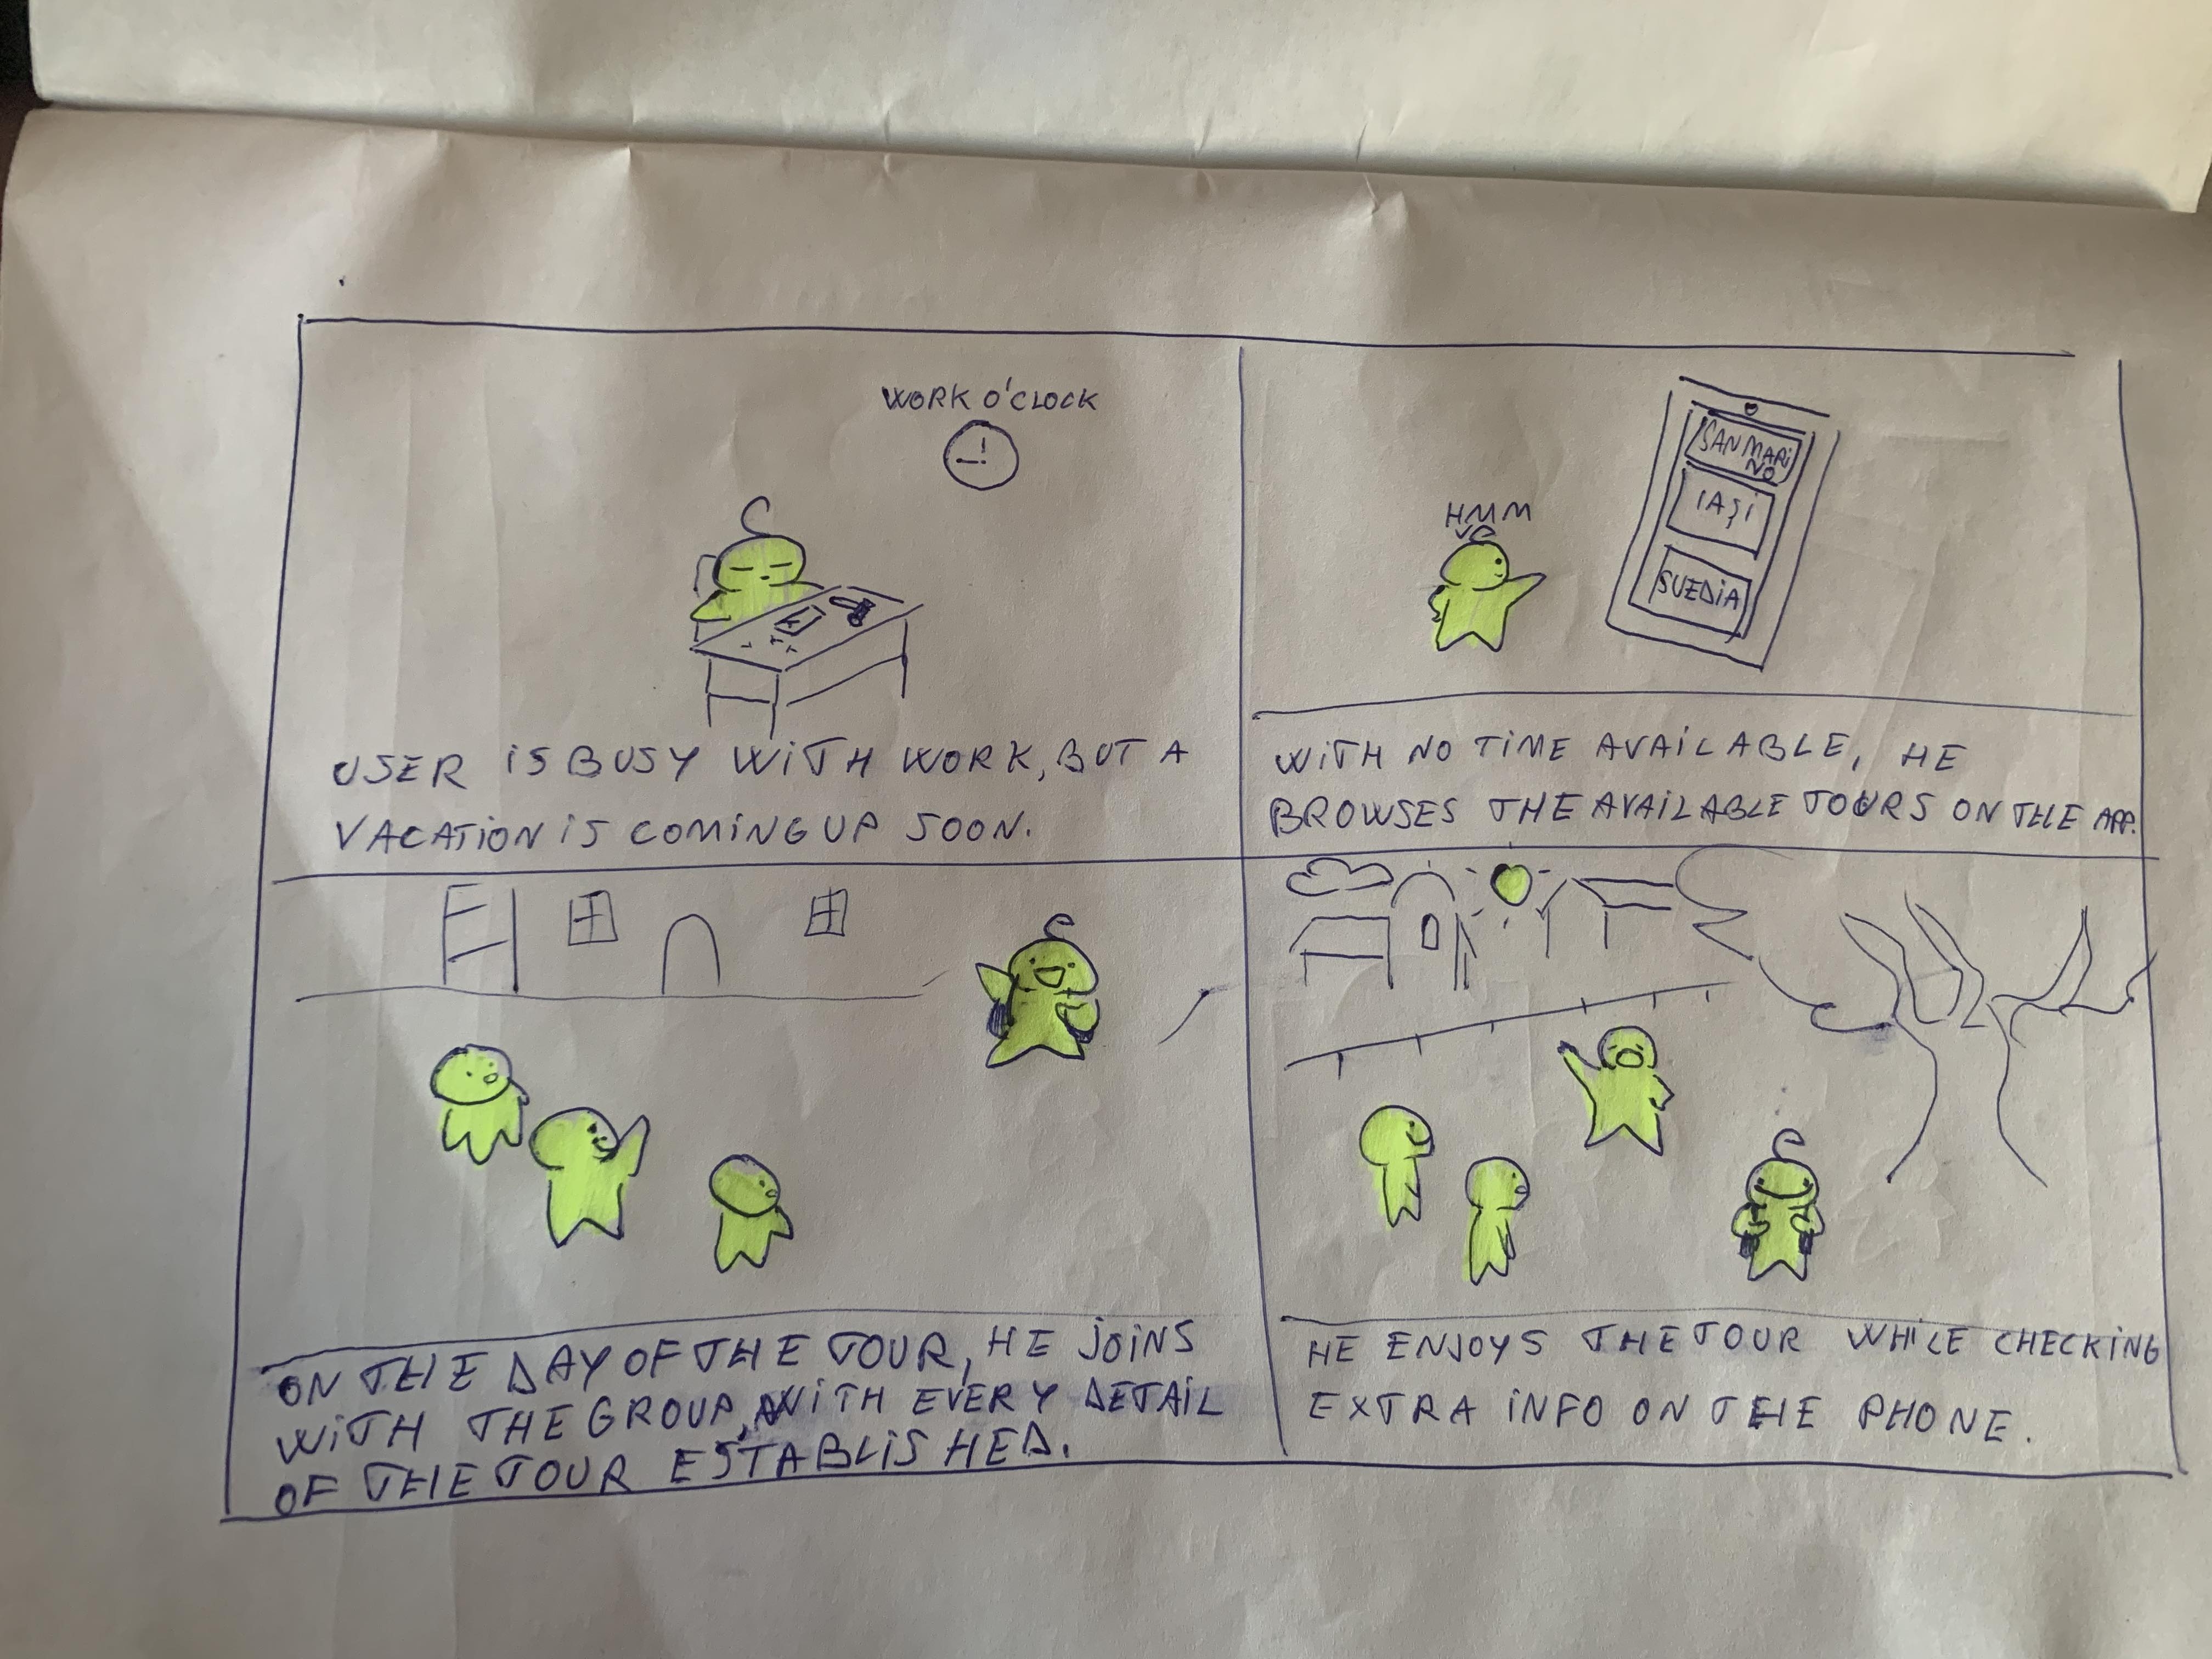 WORK O'CLOCK
USER IS BUSY WITH WORK, BUT A
VACATION IS COMING UP SOON.
HMM
SAN MARI
NO
IAȘI
SUEDIA
WITH NO TIME AVAILABLE, HE
BROWSES THE AVAILABLE TOURS ON THE APP.
ON THE DAY OF THE TOUR, HE JOINS
WITH THE GROUP, WITH EVERY DETAIL
OF THE TOUR ESTABLISHED.
HE ENJOYS THE TOUR WHILE CHECKING
EXTRA INFO ON THE PHONE.